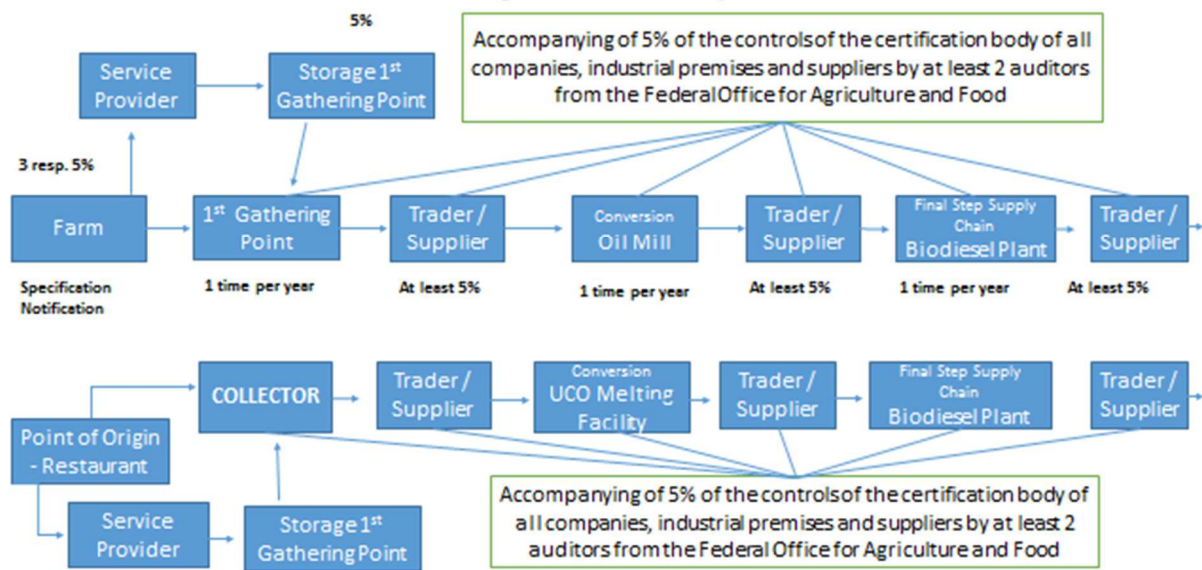 5%
Accompanying of 5% of the controls of the certification body of all
companies, industrial premises and suppliers by at least 2 auditors
from the Federal Office for Agriculture and Food
Service
Provider
Storage 1st
Gathering Point
3 resp. 5%
Farm
1st Gathering
Point
Trader /
Supplier
Conversion
Oil Mill
Trader /
Supplier
Final Step Supply
Chain
Biodiesel Plant
Trader /
Supplier
Specification
Notification
1 time per year
At least 5%
1 time per year
At least 5%
1 time per year
At least 5%
COLLECTOR
Trader /
Supplier
Conversion
UCO Melting
Facility
Trader /
Supplier
Final Step Supply
Chain
Biodiesel Plant
Trader /
Supplier
Point of Origin
- Restaurant
Service
Provider
Storage 1st
Gathering Point
Accompanying of 5% of the controls of the certification body of
all companies, industrial premises and suppliers by at least 2
auditors from the Federal Office for Agriculture and Food